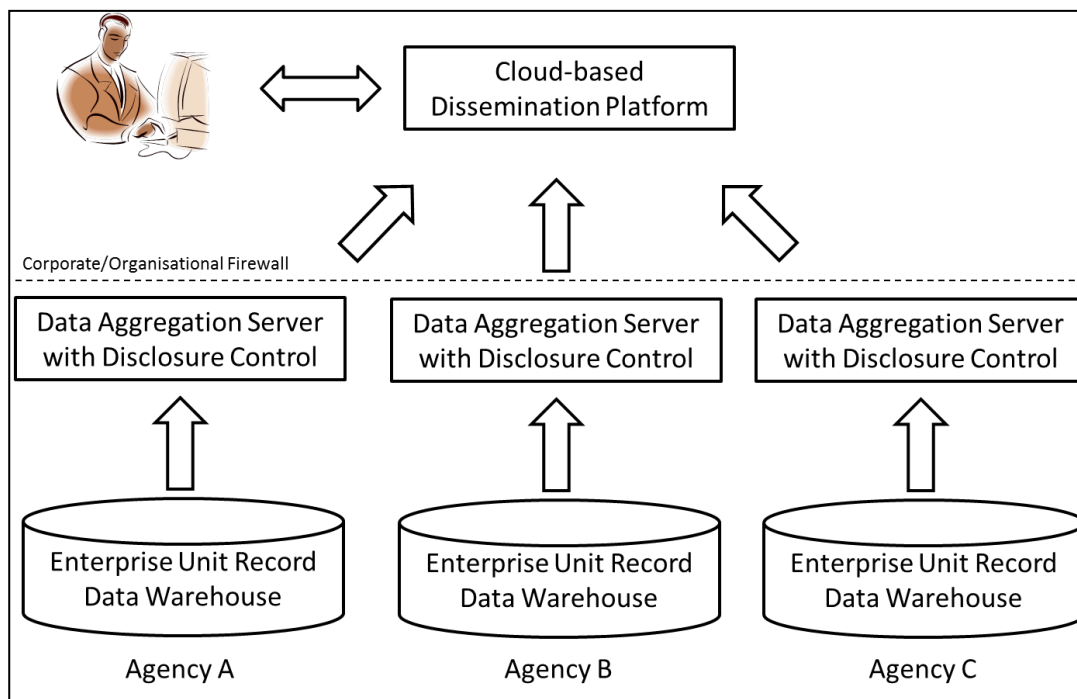 Cloud-based
Dissemination Platform
Corporate/Organisational Firewall
Data Aggregation Server
with Disclosure Control
Data Aggregation Server
with Disclosure Control
Data Aggregation Server
with Disclosure Control
Enterprise Unit Record
Data Warehouse
Enterprise Unit Record
Data Warehouse
Enterprise Unit Record
Data Warehouse
Agency A
Agency B
Agency C